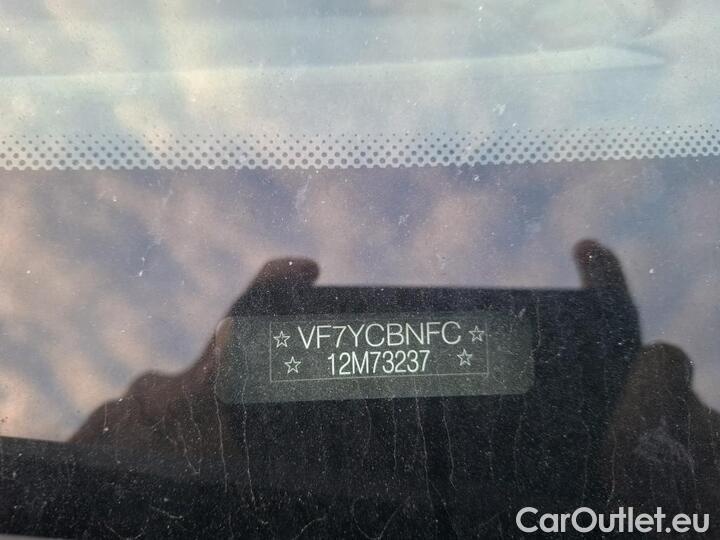 ☆ VF7YCBNFC ☆
☆ 12M73237 ☆
CarOutlet.eu